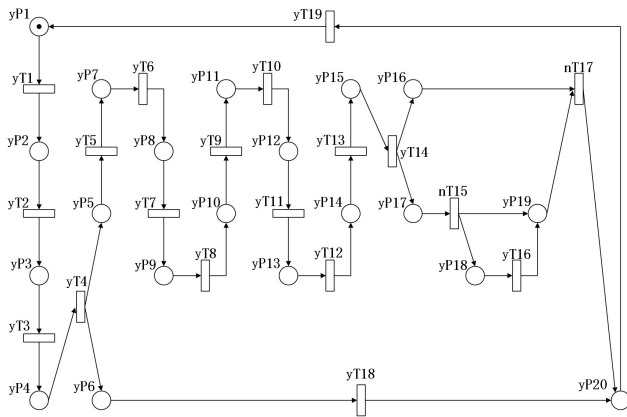 yP1
yT19
yT1
yP7
yT6
yP11
yT10
yP15
yP16
nT17
yP2
yT5
yP8
yT9
yP12
yT13
yT14
yT2
yP5
yT7
yP10
yT11
yP14
yP17
nT15
yP19
yP3
yT4
yP9
yT8
yP13
yT12
yP18
yT16
yT3
yP4
yP6
yT18
yP20